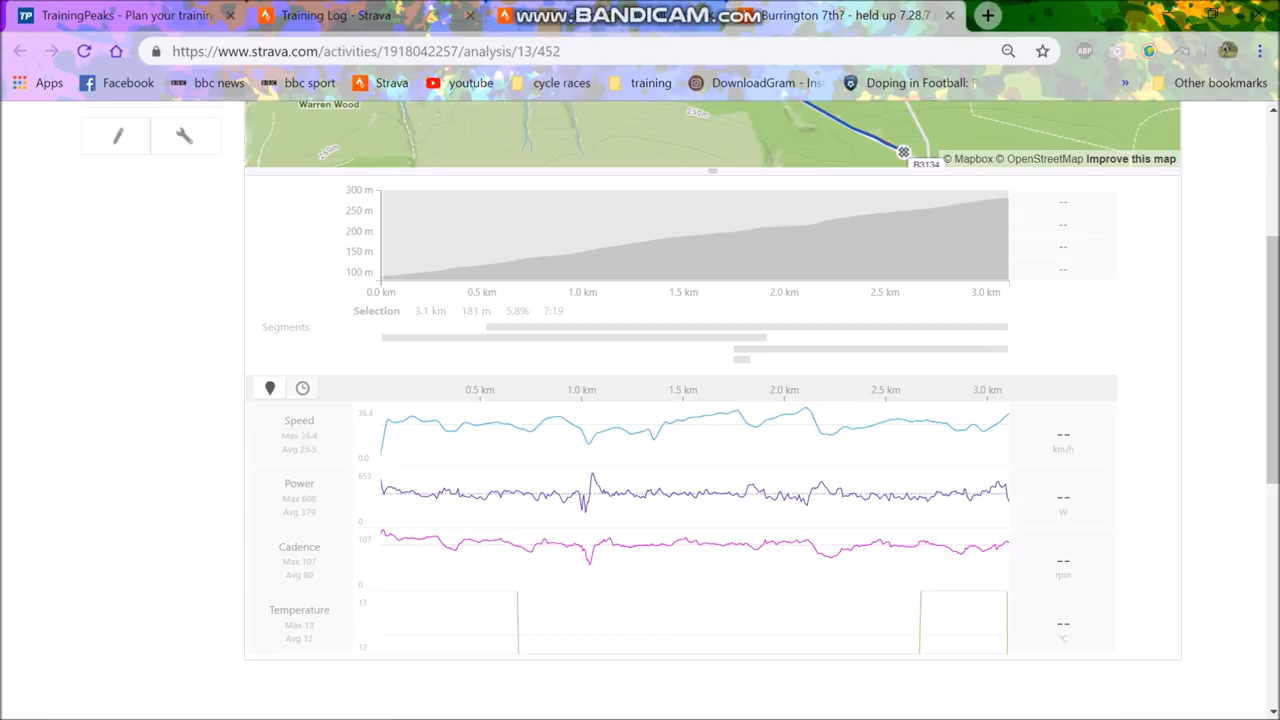 TrainingPeaks - Plan your trainin
Training Log - Strava
www.BANDICAM.com
Burrington 7th? - held up 7.28.7
https://www.strava.com/activities/1918042257/analysis/13/452
ABP
Apps
Facebook
bbc news
bbc sport
Strava
youtube
cycle races
training
DownloadGram - Inst
Doping in Football:
»
Other bookmarks
Warren Wood
250m
250m
B3134
© Mapbox © OpenStreetMap Improve this map
300 m
250 m
200 m
150 m
100 m
--
--
--
--
0.0 km 0.5 km 1.0 km 1.5 km 2.0 km 2.5 km 3.0 km
Selection 3.1 km 181 m 5.8% 7:19
Segments
0.5 km 1.0 km 1.5 km 2.0 km 2.5 km 3.0 km
Speed
Max 36.4
Avg 25.5
36.4
0.0
--
km/h
Power
Max 608
Avg 379
653
0
--
W
Cadence
Max 107
Avg 80
107
0
--
rpm
Temperature
Max 13
Avg 12
13
12
--
°C